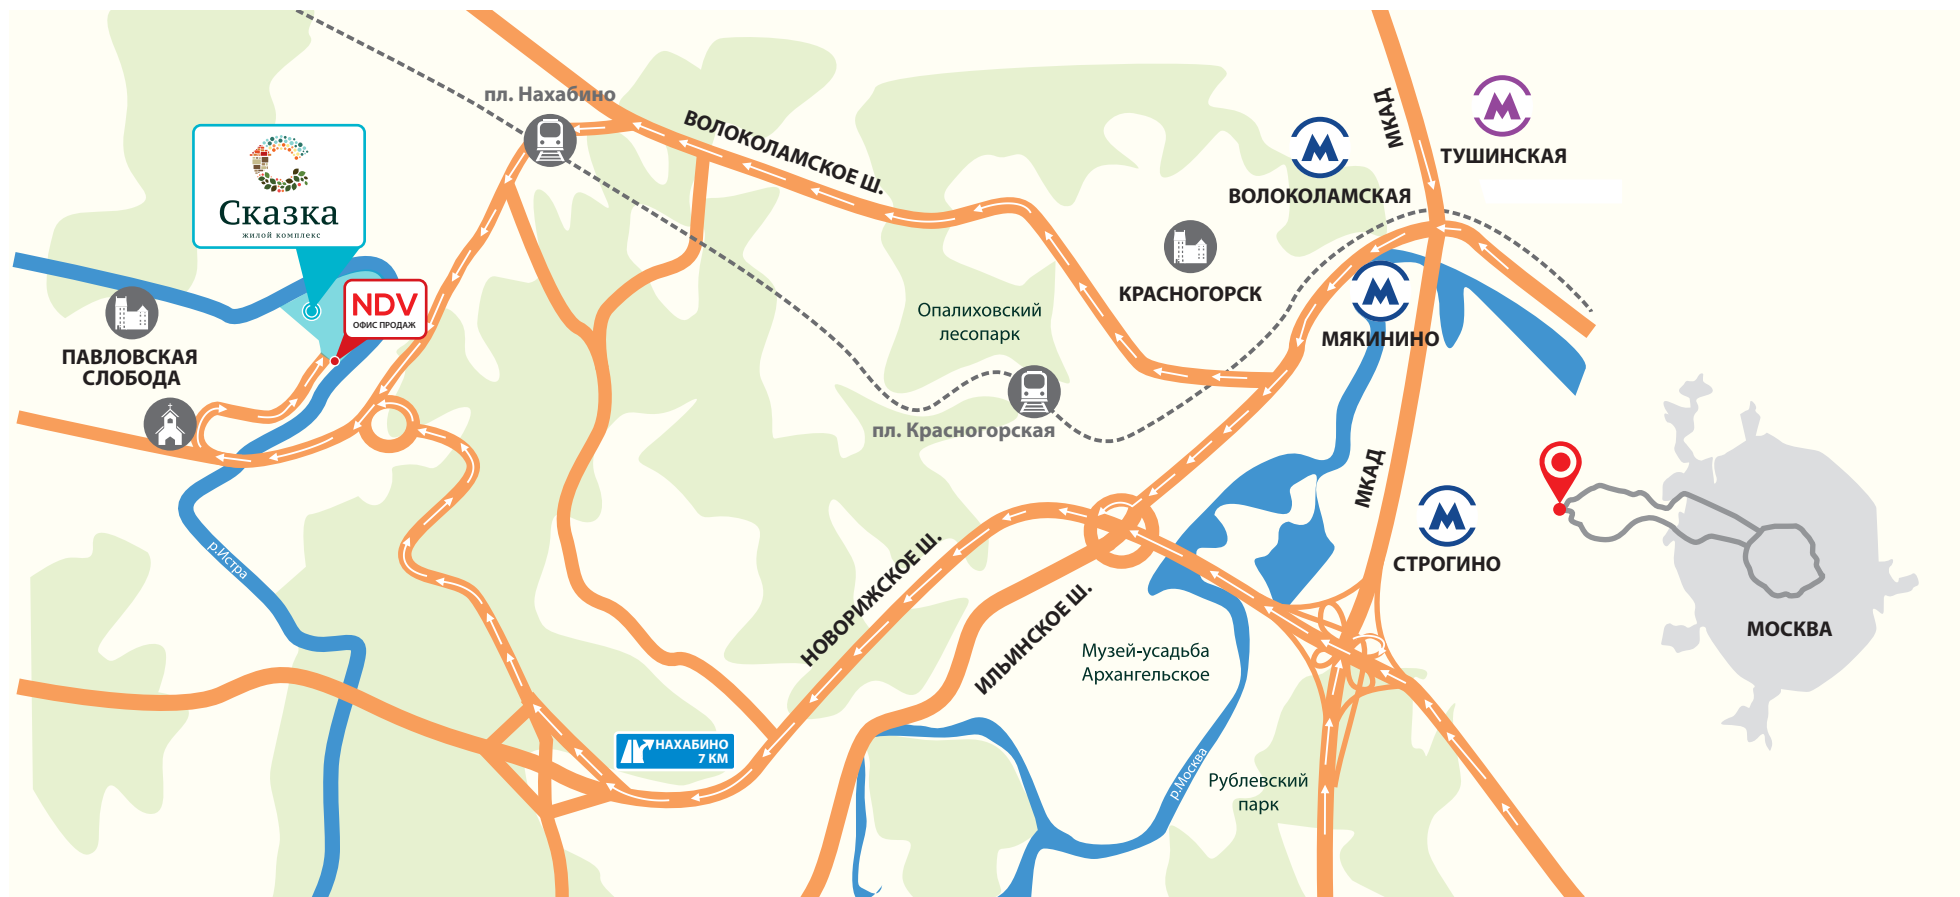 пл. Нахабино
ВОЛОКОЛАМСКОЕ Ш.
МКАД
ТУШИНСКАЯ
ВОЛОКОЛАМСКАЯ
Сказка
жилой комплекс
NDV
ОФИС ПРОДАЖ
КРАСНОГОРСК
МЯКИНИНО
Опалиховский
лесопарк
ПАВЛОВСКАЯ
СЛОБОДА
пл. Красногорская
МКАД
СТРОГИНО
р.Истра
НОВОРИЖСКОЕ Ш.
ИЛЬИНСКОЕ Ш.
Музей-усадьба
Архангельское
МОСКВА
НАХАБИНО
7 КМ
р.Москва
Рублевский
парк